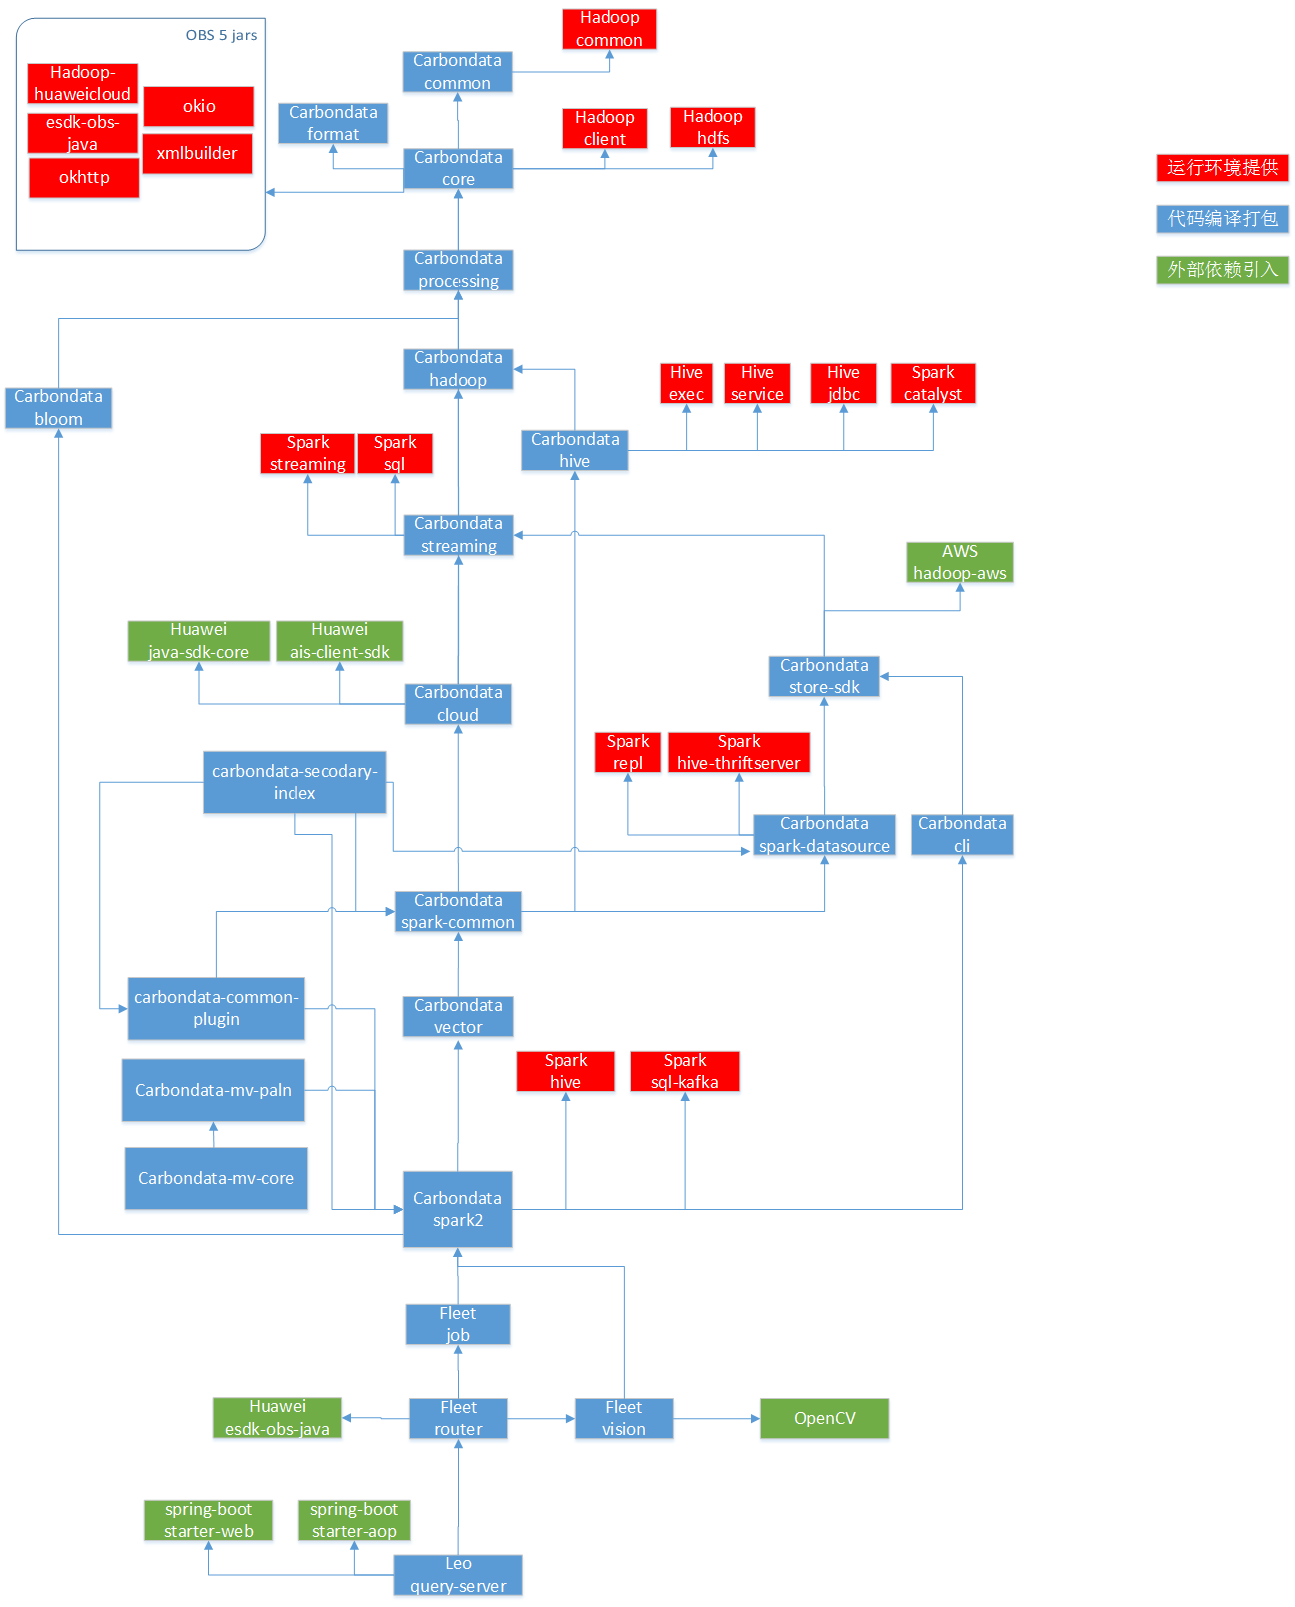 OBS 5 jars
Hadoop-
huaweicloud
okio
esdk-obs-
java
xmlbuilder
okhttp
Hadoop
common
Carbondata
common
Carbondata
format
Hadoop
client
Hadoop
hdfs
Carbondata
core
运行环境提供
代码编译打包
外部依赖引入
Carbondata
processing
Carbondata
hadoop
Carbondata
bloom
Hive
exec
Hive
service
Hive
jdbc
Spark
catalyst
Spark
streaming
Spark
sql
Carbondata
hive
Carbondata
streaming
AWS
hadoop-aws
Huawei
java-sdk-core
Huawei
ais-client-sdk
Carbondata
store-sdk
Carbondata
cloud
Spark
repl
Spark
hive-thriftserver
carbondata-secodary-
index
Carbondata
spark-datasource
Carbondata
cli
Carbondata
spark-common
carbondata-common-
plugin
Carbondata
vector
Spark
hive
Spark
sql-kafka
Carbondata-mv-paln
Carbondata-mv-core
Carbondata
spark2
Fleet
job
Huawei
esdk-obs-java
Fleet
router
Fleet
vision
OpenCV
spring-boot
starter-web
spring-boot
starter-aop
Leo
query-server